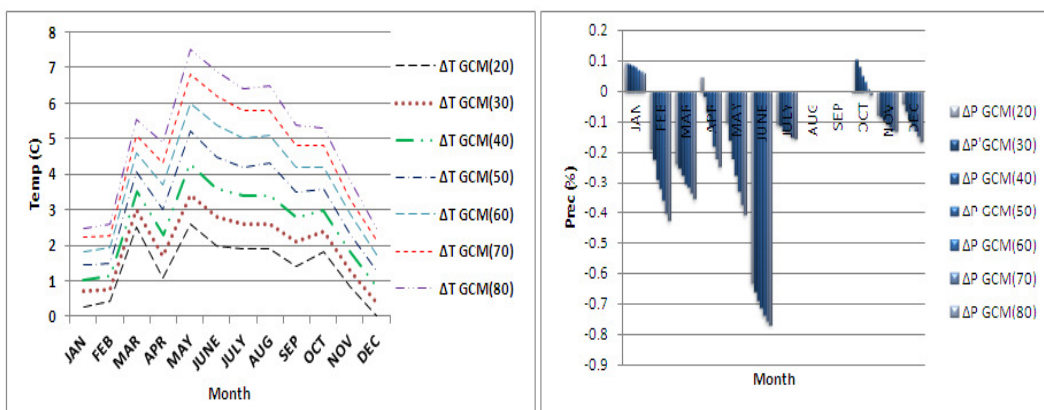 Temp (C)
8
7
6
5
4
3
2
1
0
JAN
FEB
MAR
APR
MAY
JUNE
JULY
AUG
SEP
OCT
NOV
DEC
Month
ΔT GCM(20)
ΔT GCM(30)
ΔT GCM(40)
ΔT GCM(50)
ΔT GCM(60)
ΔT GCM(70)
ΔT GCM(80)
Prec (%)
0.2
0.1
0
-0.1
-0.2
-0.3
-0.4
-0.5
-0.6
-0.7
-0.8
-0.9
JAN
FEB
MAR
APR
MAY
JUNE
JULY
AUG
SEP
OCT
NOV
DEC
Month
ΔP GCM(20)
ΔP'GCM(30)
ΔP GCM(40)
ΔP GCM(50)
ΔP GCM(60)
ΔP GCM(70)
ΔP GCM(80)